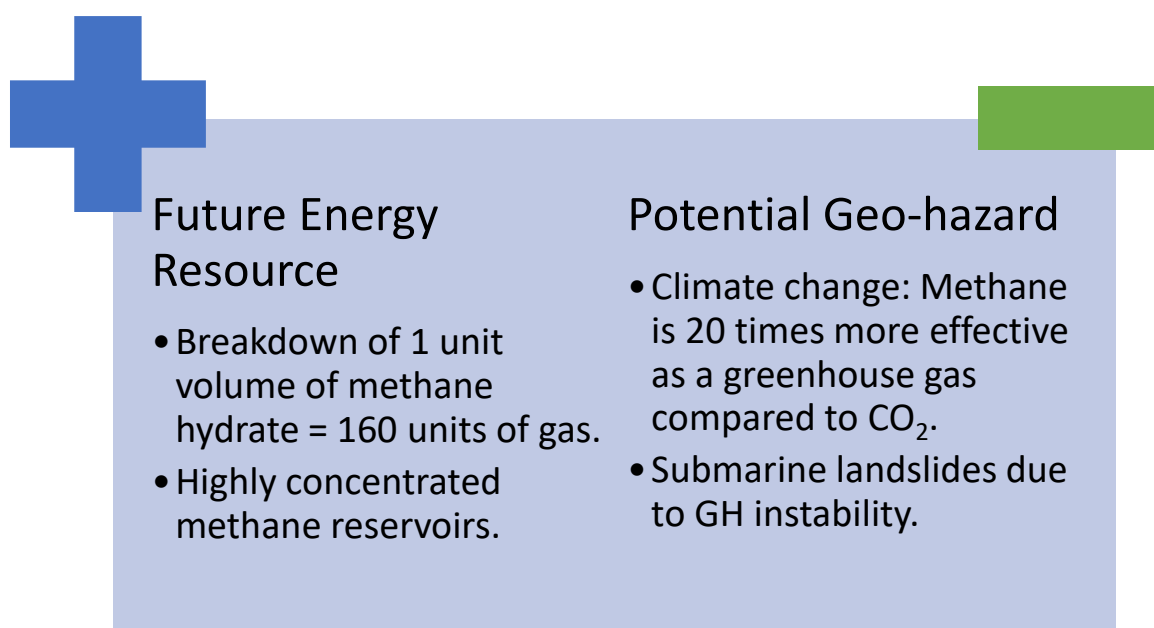 Future Energy
Resource
• Breakdown of 1 unit
volume of methane
hydrate = 160 units of gas.
• Highly concentrated
methane reservoirs.
Potential Geo-hazard
• Climate change: Methane
is 20 times more effective
as a greenhouse gas
compared to CO₂.
• Submarine landslides due
to GH instability.